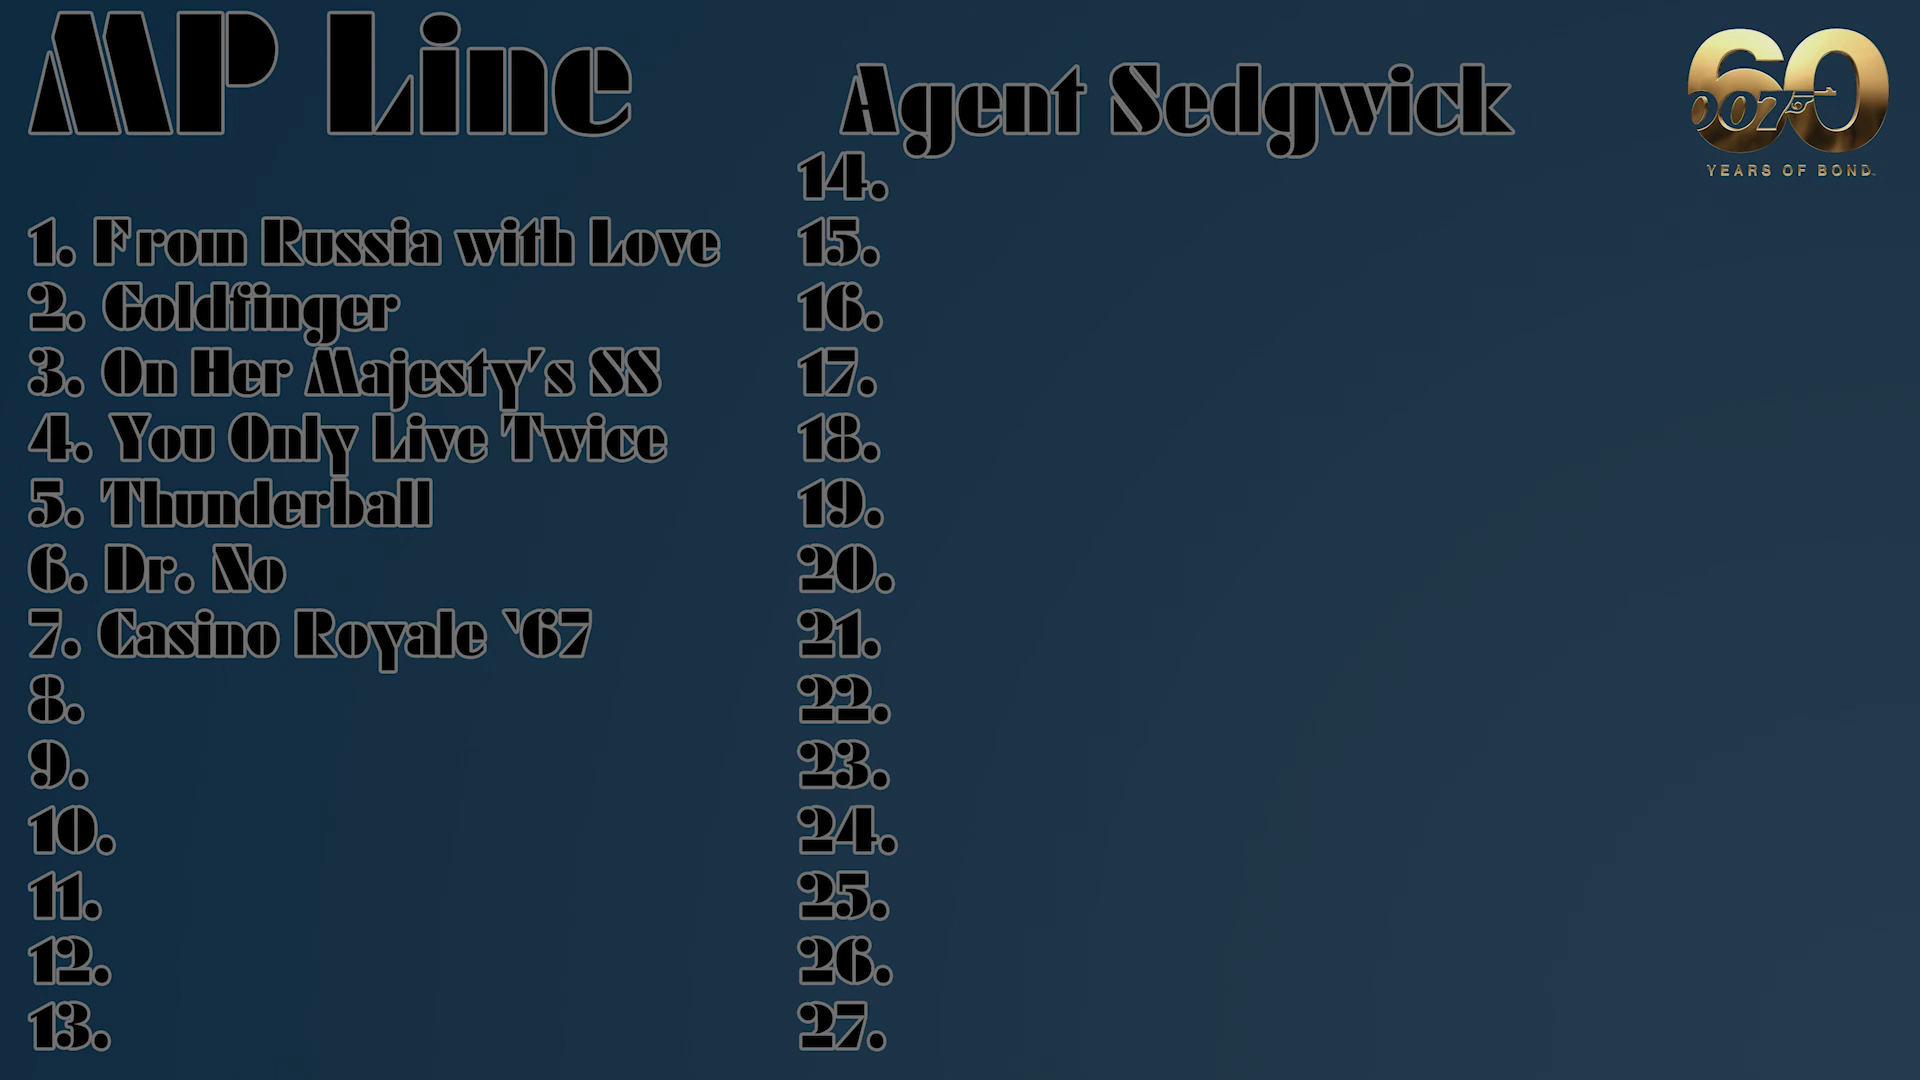 MP Line
1. From Russia with Love
2. Goldfinger
3. On Her Majesty's SS
4. You Only Live Twice
5. Thunderball
6. Dr. No
7. Casino Royale `67
8.
9.
10.
11.
12.
13.
Agent Sedgwick
14.
15.
16.
17.
18.
19.
20.
21.
22.
23.
24.
25.
26.
27.
60
007
YEARS OF BOND